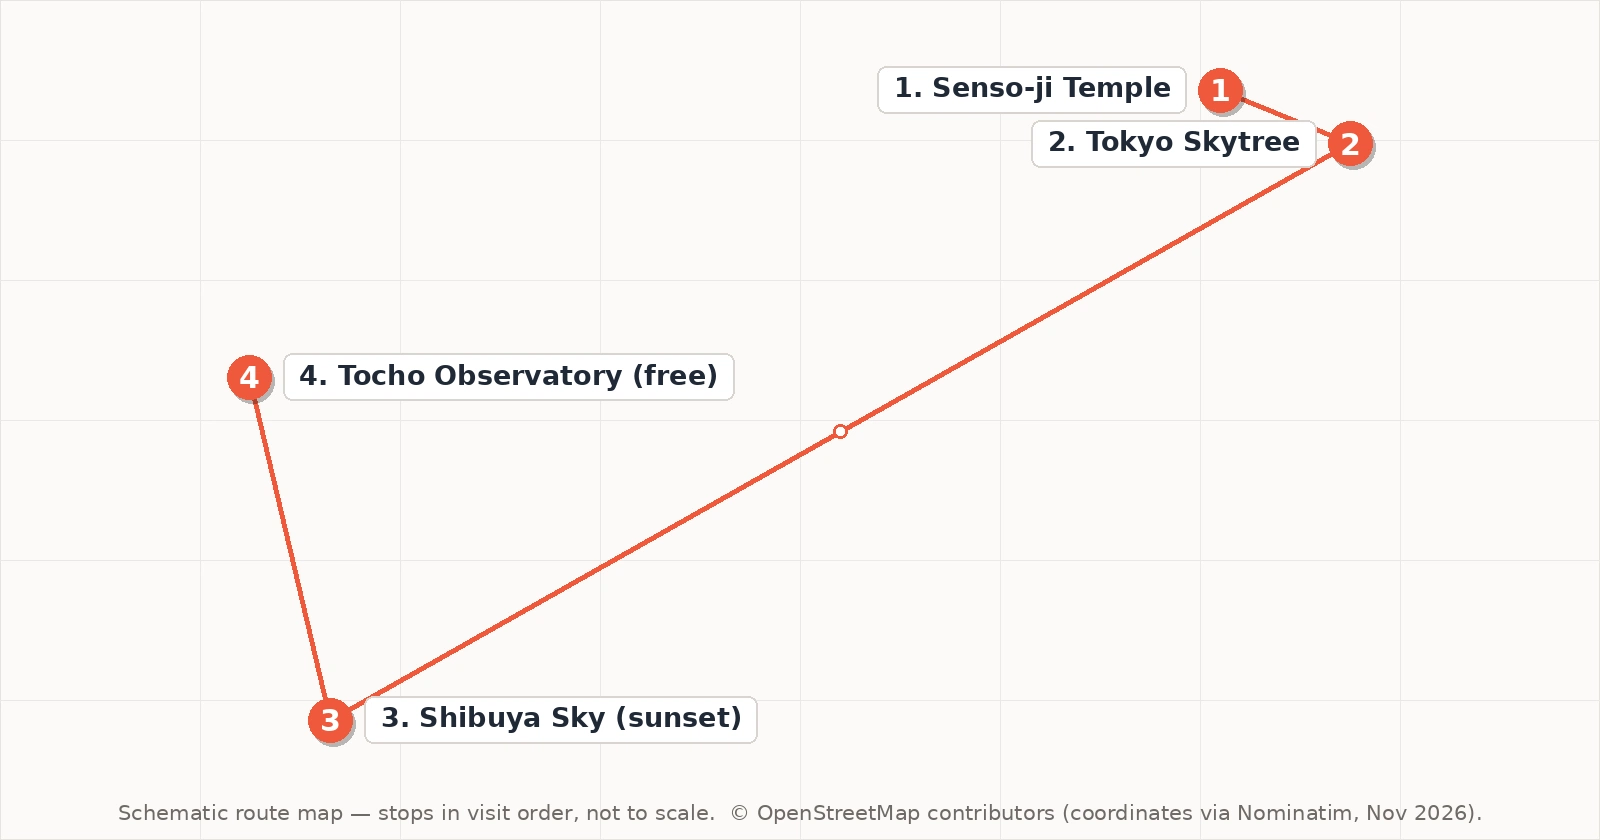 1. Senso-ji Temple
1
2. Tokyo Skytree
2
4
4. Tocho Observatory (free)
3
3. Shibuya Sky (sunset)
Schematic route map — stops in visit order, not to scale.  © OpenStreetMap contributors (coordinates via Nominatim, Nov 2026).